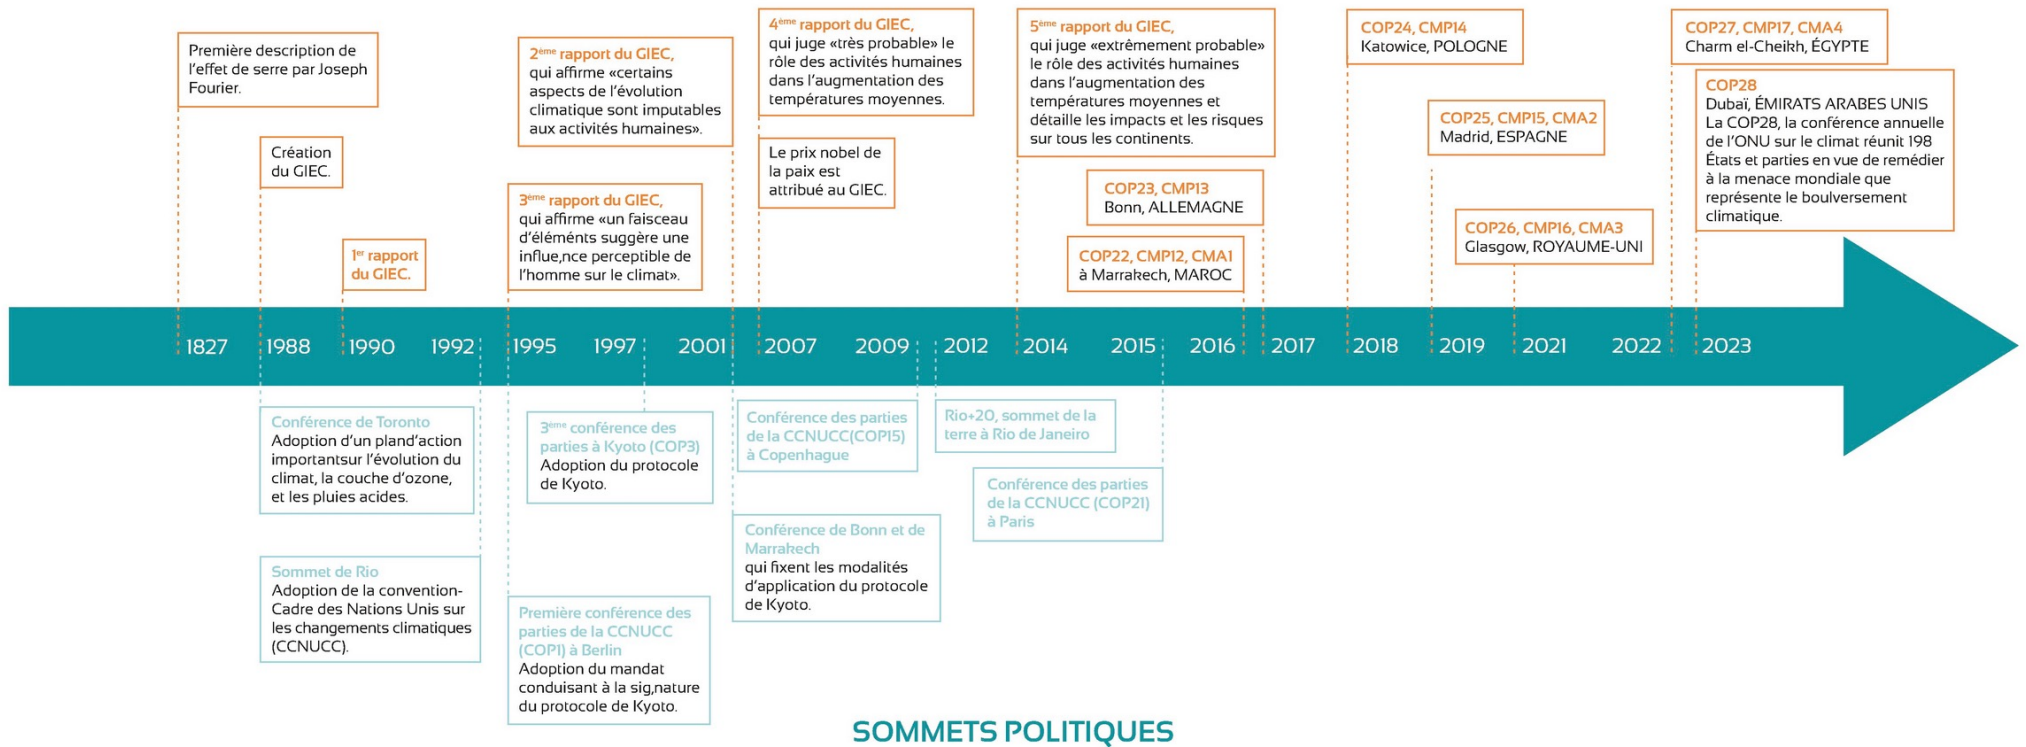 Première description de
l'effet de serre par Joseph
Fourier.
Création
du GIEC.
1er rapport
du GIEC.
2ème rapport du GIEC,
qui affirme «certains
aspects de l'évolution
climatique sont imputables
aux activités humaines».
3ème rapport du GIEC,
qui affirme «un faisceau
d'éléménts suggère une
influe,nce perceptible de
l'homme sur le climat».
4ème rapport du GIEC,
qui juge «très probable» le
rôle des activités humaines
dans l'augmentation des
températures moyennes.
Le prix nobel de
la paix est
attribué au GIEC.
5ème rapport du GIEC,
qui juge «extrêmement probable»
le rôle des activités humaines
dans l'augmentation des
températures moyennes et
détaille les impacts et les risques
sur tous les continents.
COP23, CMP13
Bonn, ALLEMAGNE
COP22, CMP12, CMA1
à Marrakech, MAROC
COP24, CMP14
Katowice, POLOGNE
COP25, CMP15, CMA2
Madrid, ESPAGNE
COP26, CMP16, CMA3
Glasgow, ROYAUME-UNI
COP27, CMP17, CMA4
Charm el-Cheikh, ÉGYPTE
COP28
Dubaï, ÉMIRATS ARABES UNIS
La COP28, la conférence annuelle
de l'ONU sur le climat réunit 198
États et parties en vue de remédier
à la menace mondiale que
représente le boulversement
climatique.
1827 1988 1990 1992 1995 1997 2001 2007 2009 2012 2014 2015 2016 2017 2018 2019 2021 2022 2023
Conférence de Toronto
Adoption d'un pland'action
importantsur l'évolution du
climat, la couche d'ozone,
et les pluies acides.
Sommet de Rio
Adoption de la convention-
Cadre des Nations Unis sur
les changements climatiques
(CCNUCC).
3ème conférence des
parties à Kyoto (COP3)
Adoption du protocole
de Kyoto.
Première conférence des
parties de la CCNUCC
(COP1) à Berlin
Adoption du mandat
conduisant à la sig,nature
du protocole de Kyoto.
Conférence des parties
de la CCNUCC(COP15)
à Copenhague
Conférence de Bonn et de
Marrakech
qui fixent les modalités
d'application du protocole
de Kyoto.
Rio+20, sommet de la
terre à Rio de Janeiro
Conférence des parties
de la CCNUCC (COP21)
à Paris
SOMMETS POLITIQUES